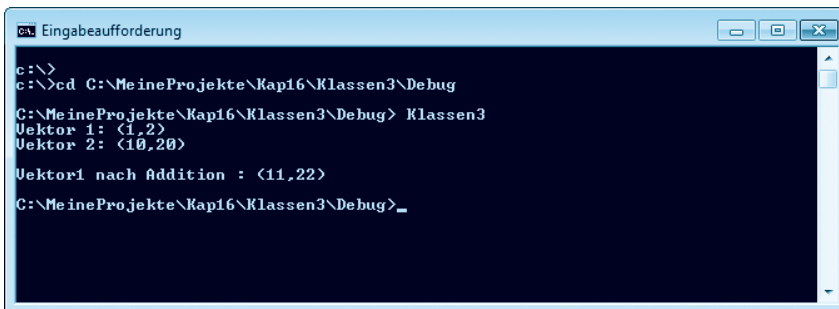 Eingabeaufforderung
c:\>
c:\>cd C:\MeineProjekte\Kap16\Klassen3\Debug
C:\MeineProjekte\Kap16\Klassen3\Debug> Klassen3
Vektor 1: (1,2)
Vektor 2: (10,20)
Vektor1 nach Addition : (11,22)
C:\MeineProjekte\Kap16\Klassen3\Debug>_